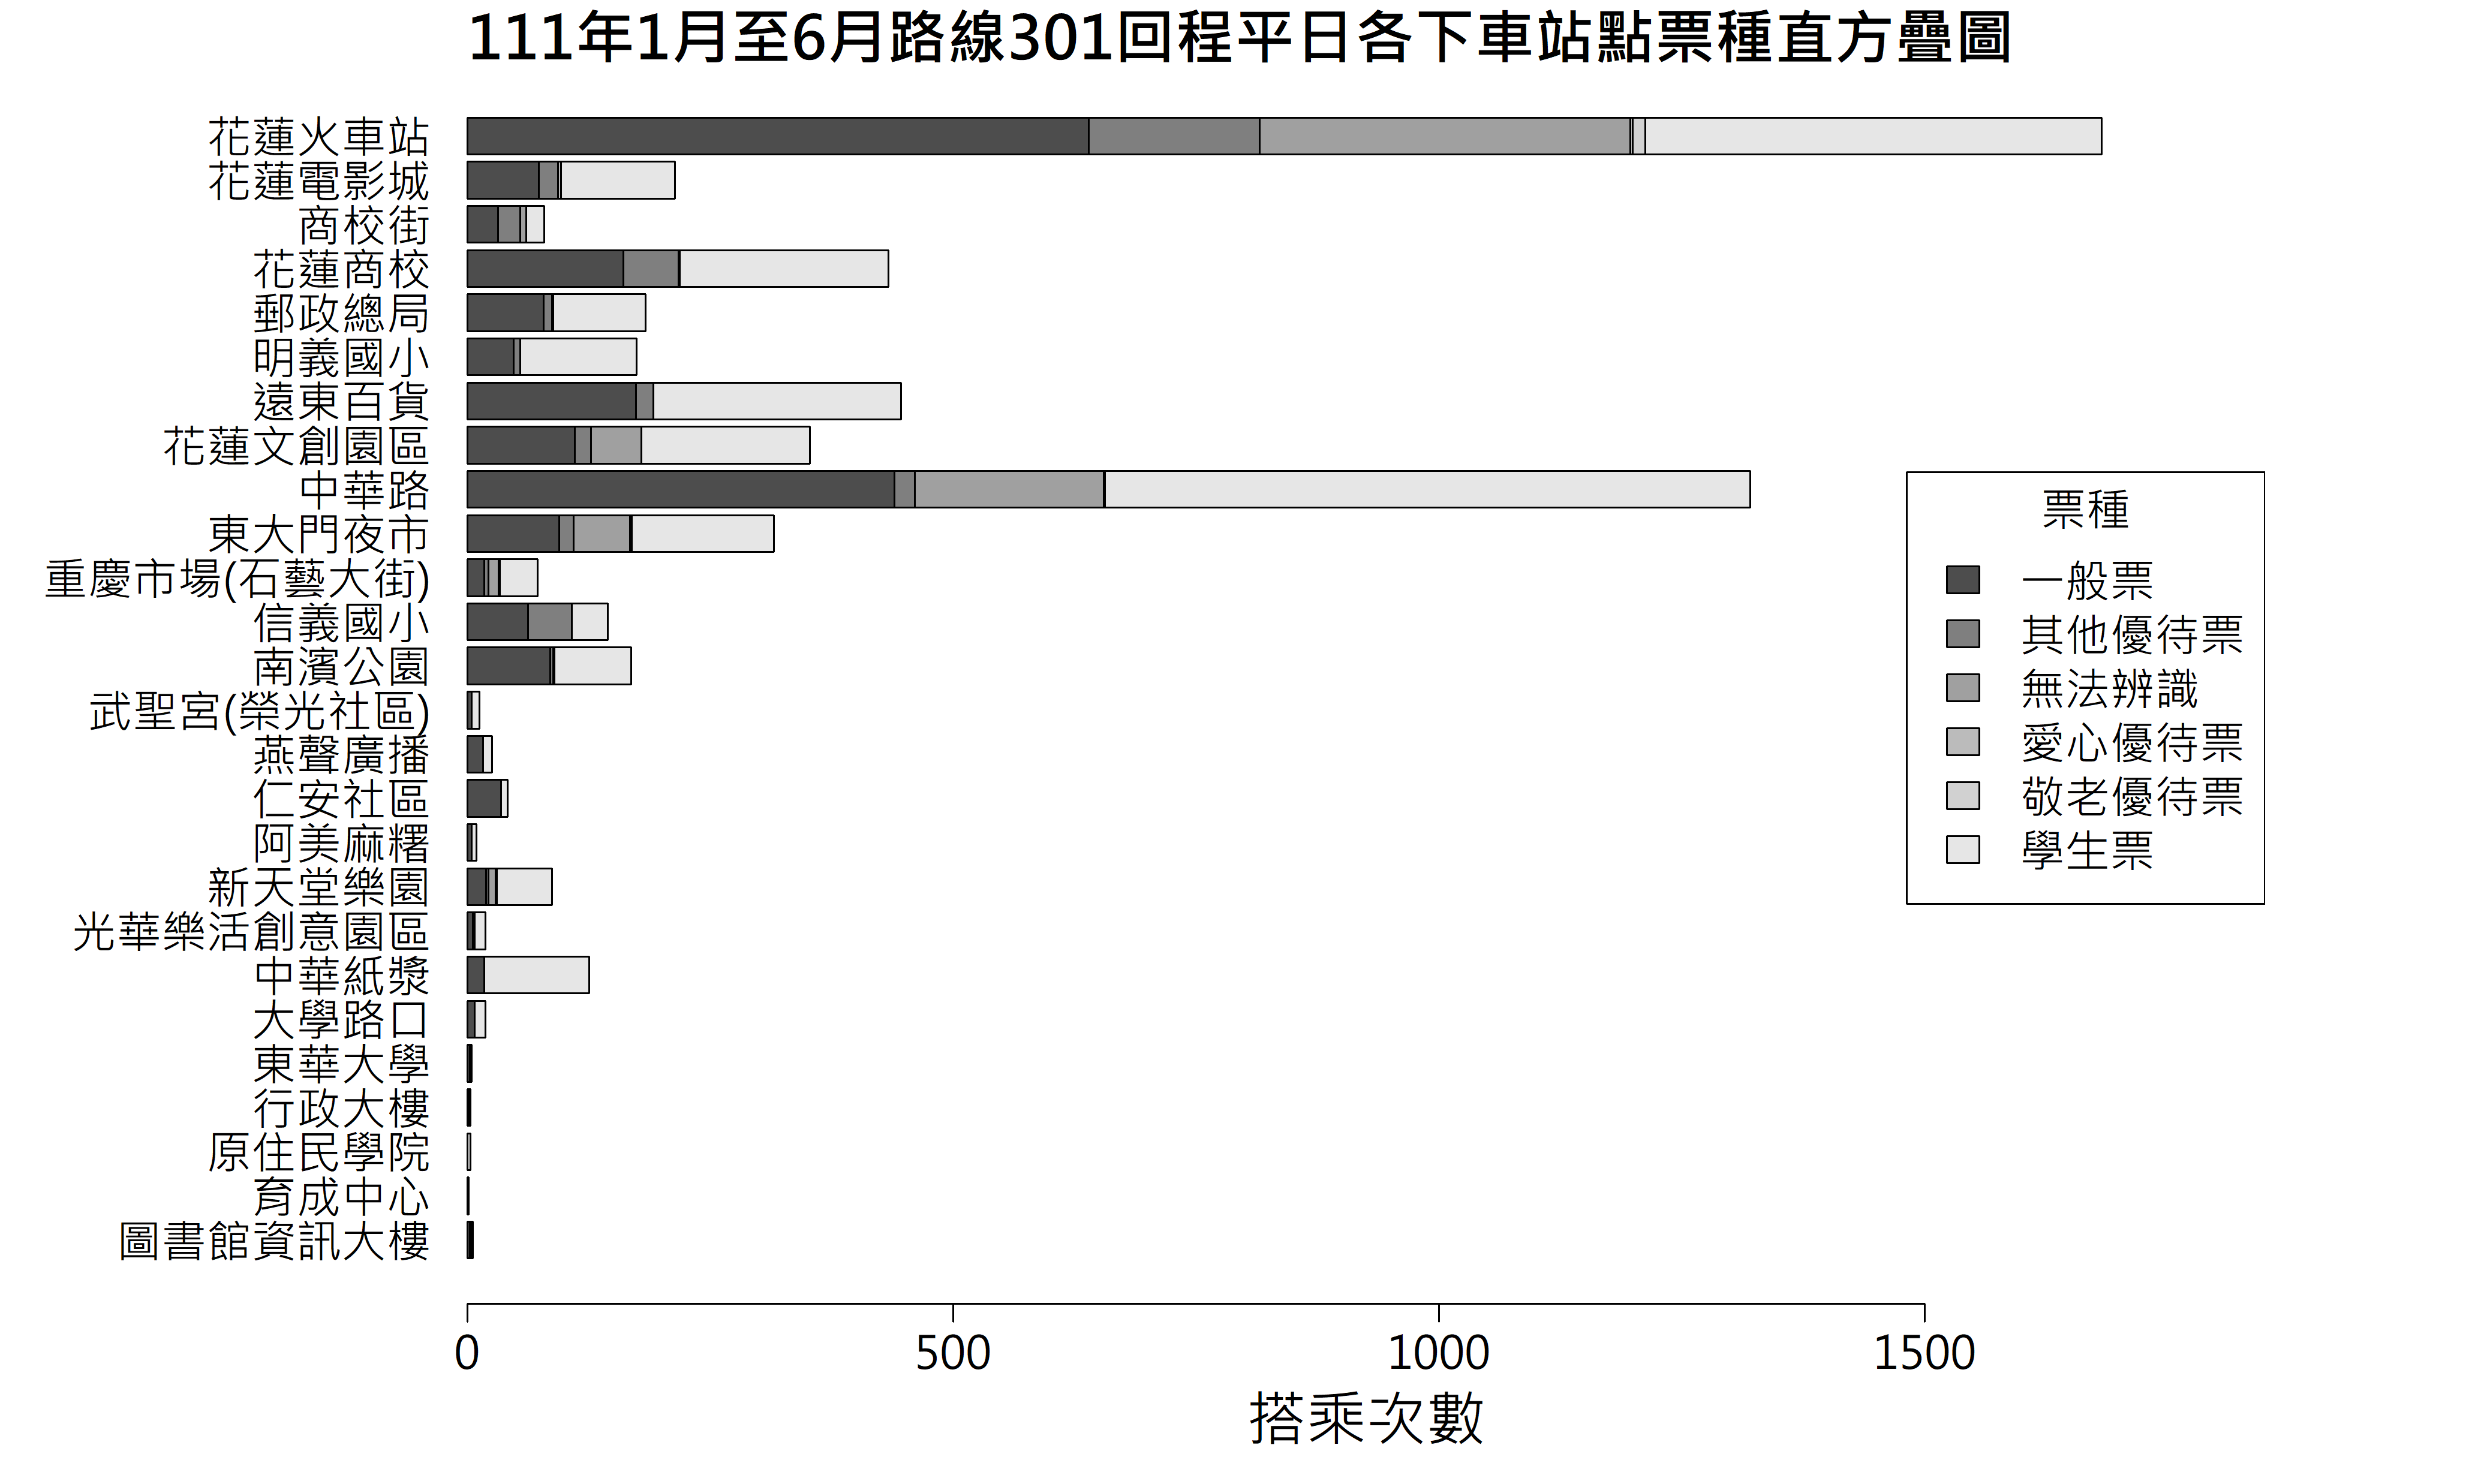 111年1月至6月路線301回程平日各下車站點票種直方疊圖
花蓮火車站
花蓮電影城
商校街
花蓮商校
郵政總局
明義國小
遠東百貨
花蓮文創園區
中華路
東大門夜市
重慶市場(石藝大街)
信義國小
南濱公園
武聖宮(榮光社區)
燕聲廣播
仁安社區
阿美麻糬
新天堂樂園
光華樂活創意園區
中華紙漿
大學路口
東華大學
行政大樓
原住民學院
育成中心
圖書館資訊大樓
票種
一般票
其他優待票
無法辨識
愛心優待票
敬老優待票
學生票
0 500 1000 1500
搭乘次數